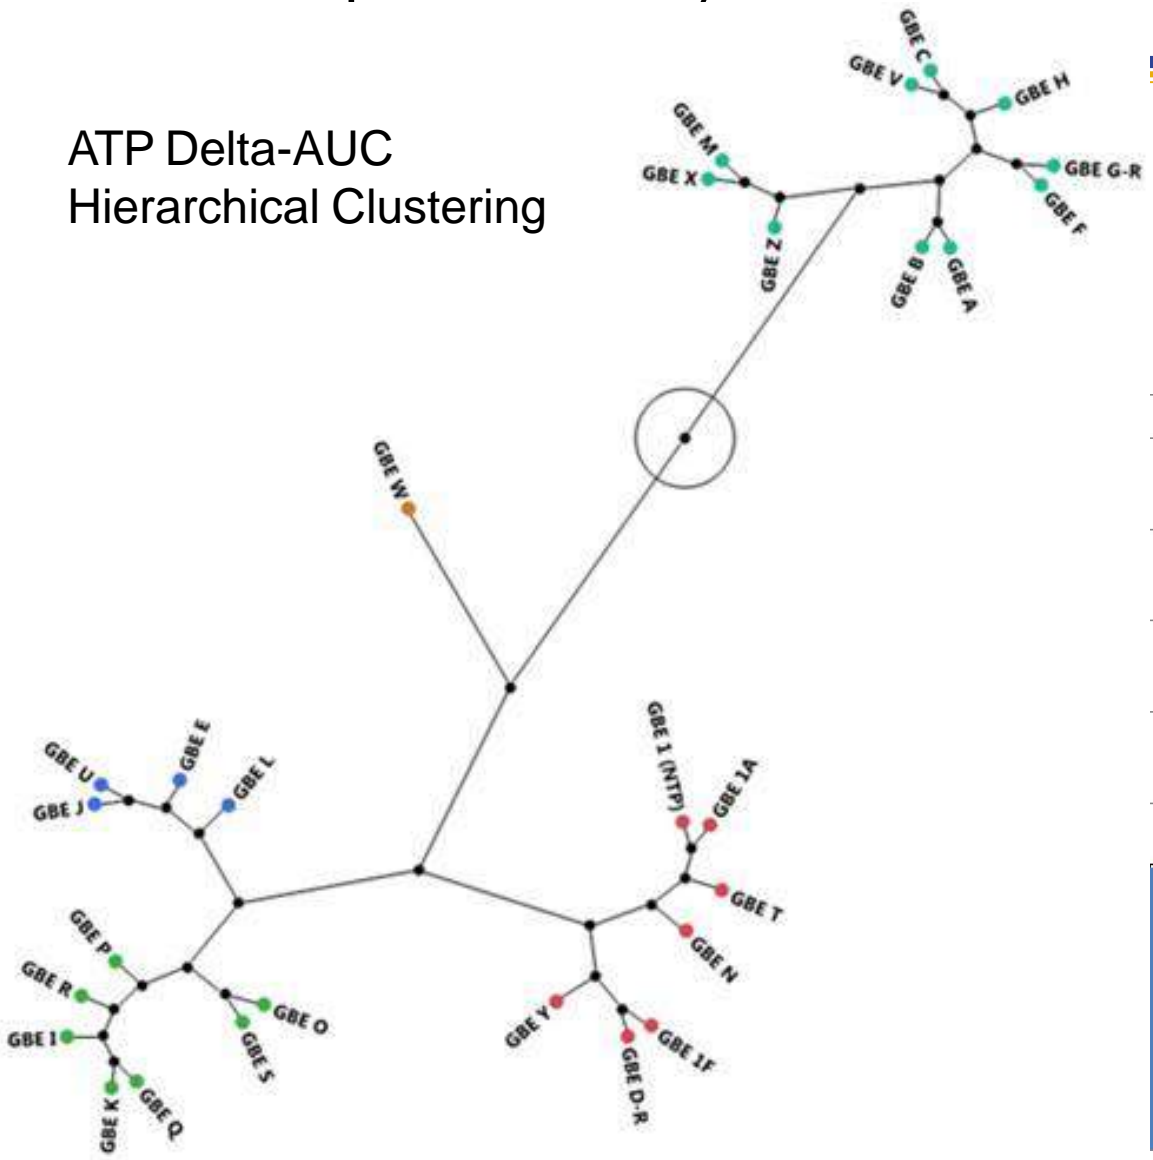 ATP Delta-AUC
Hierarchical Clustering
GBE C
GBE V
GBE H
GBE M
GBE X
GBE G-R
GBE F
GBE Z
GBE B
GBE A
GBE W
GBE E
GBE U
GBE L
GBE J
GBE 1 (NTP)
GBE 1A
GBE T
GBE N
GBE P
GBE R
GBE I
GBE O
GBE S
GBE K
GBE Q
GBE Y
GBE 1F
GBE D-R